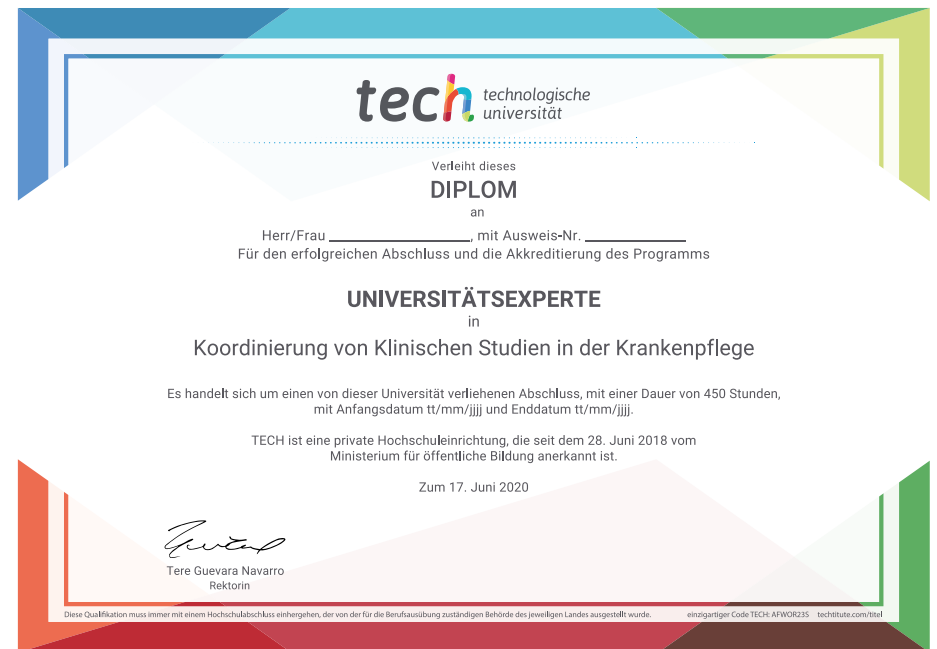 tech technologische
universität
Verleiht dieses
DIPLOM
an
Herr/Frau ____________________, mit Ausweis-Nr. ______________
Für den erfolgreichen Abschluss und die Akkreditierung des Programms
UNIVERSITÄTSEXPERTE
in
Koordinierung von Klinischen Studien in der Krankenpflege
Es handelt sich um einen von dieser Universität verliehenen Abschluss, mit einer Dauer von 450 Stunden,
mit Anfangsdatum tt/mm/jjjj und Enddatum tt/mm/jjjj.
TECH ist eine private Hochschuleinrichtung, die seit dem 28. Juni 2018 vom
Ministerium für öffentliche Bildung anerkannt ist.
Zum 17. Juni 2020
Tere Guevara Navarro
Rektorin
Diese Qualifikation muss immer mit einem Hochschulabschluss einhergehen, der von der für die Berufsausübung zuständigen Behörde des jeweiligen Landes ausgestellt wurde. einzigartiger Code TECH: AFWOR23S techtitute.com/titel